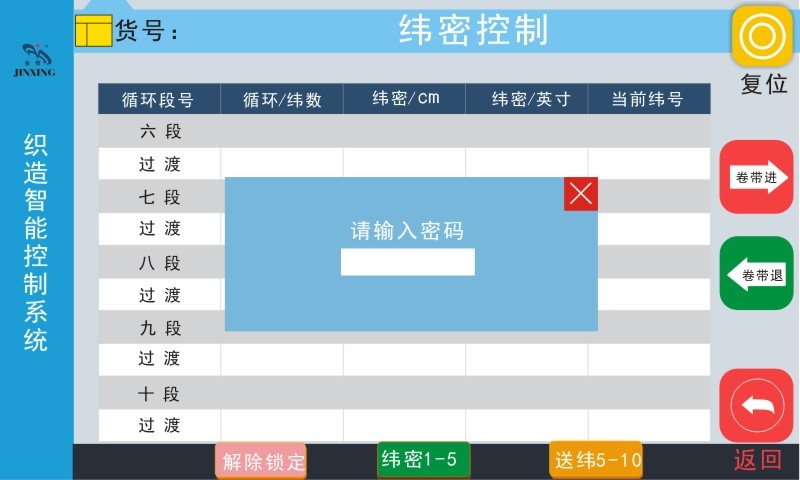 货号：
纬密控制
金信
JINXING
织造智能控制系统
复位
循环段号 循环/纬数 纬密/cm 纬密/英寸 当前纬号
六 段
过 渡
七 段
过 渡
八 段
过 渡
九 段
过 渡
十 段
过 渡
请输入密码
卷带进
卷带退
解除锁定
纬密1-5
送纬5-10
返回